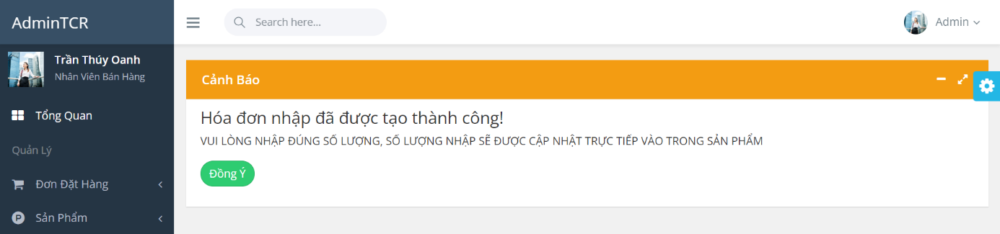 AdminTCR
Search here...
Admin
Trần Thúy Oanh
Nhân Viên Bán Hàng
Tổng Quan
Quản Lý
Đơn Đặt Hàng
Sản Phẩm
Cảnh Báo
Hóa đơn nhập đã được tạo thành công!
VUI LÒNG NHẬP ĐÚNG SỐ LƯỢNG, SỐ LƯỢNG NHẬP SẼ ĐƯỢC CẬP NHẬT TRỰC TIẾP VÀO TRONG SẢN PHẨM
Đồng Ý